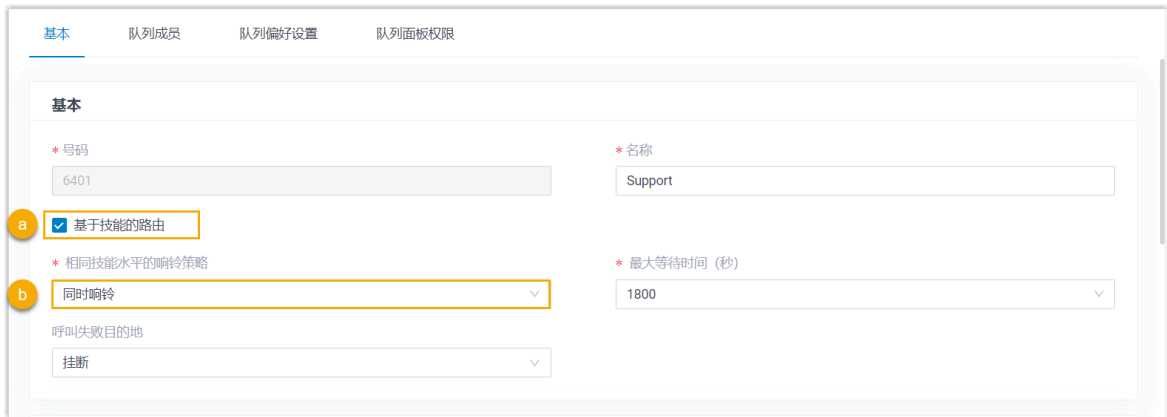 基本 队列成员 队列偏好设置 队列面板权限
基本
* 号码 * 名称
6401 Support
a 基于技能的路由
* 相同技能水平的响铃策略 * 最大等待时间（秒）
b 同时响铃 1800
呼叫失败目的地
挂断